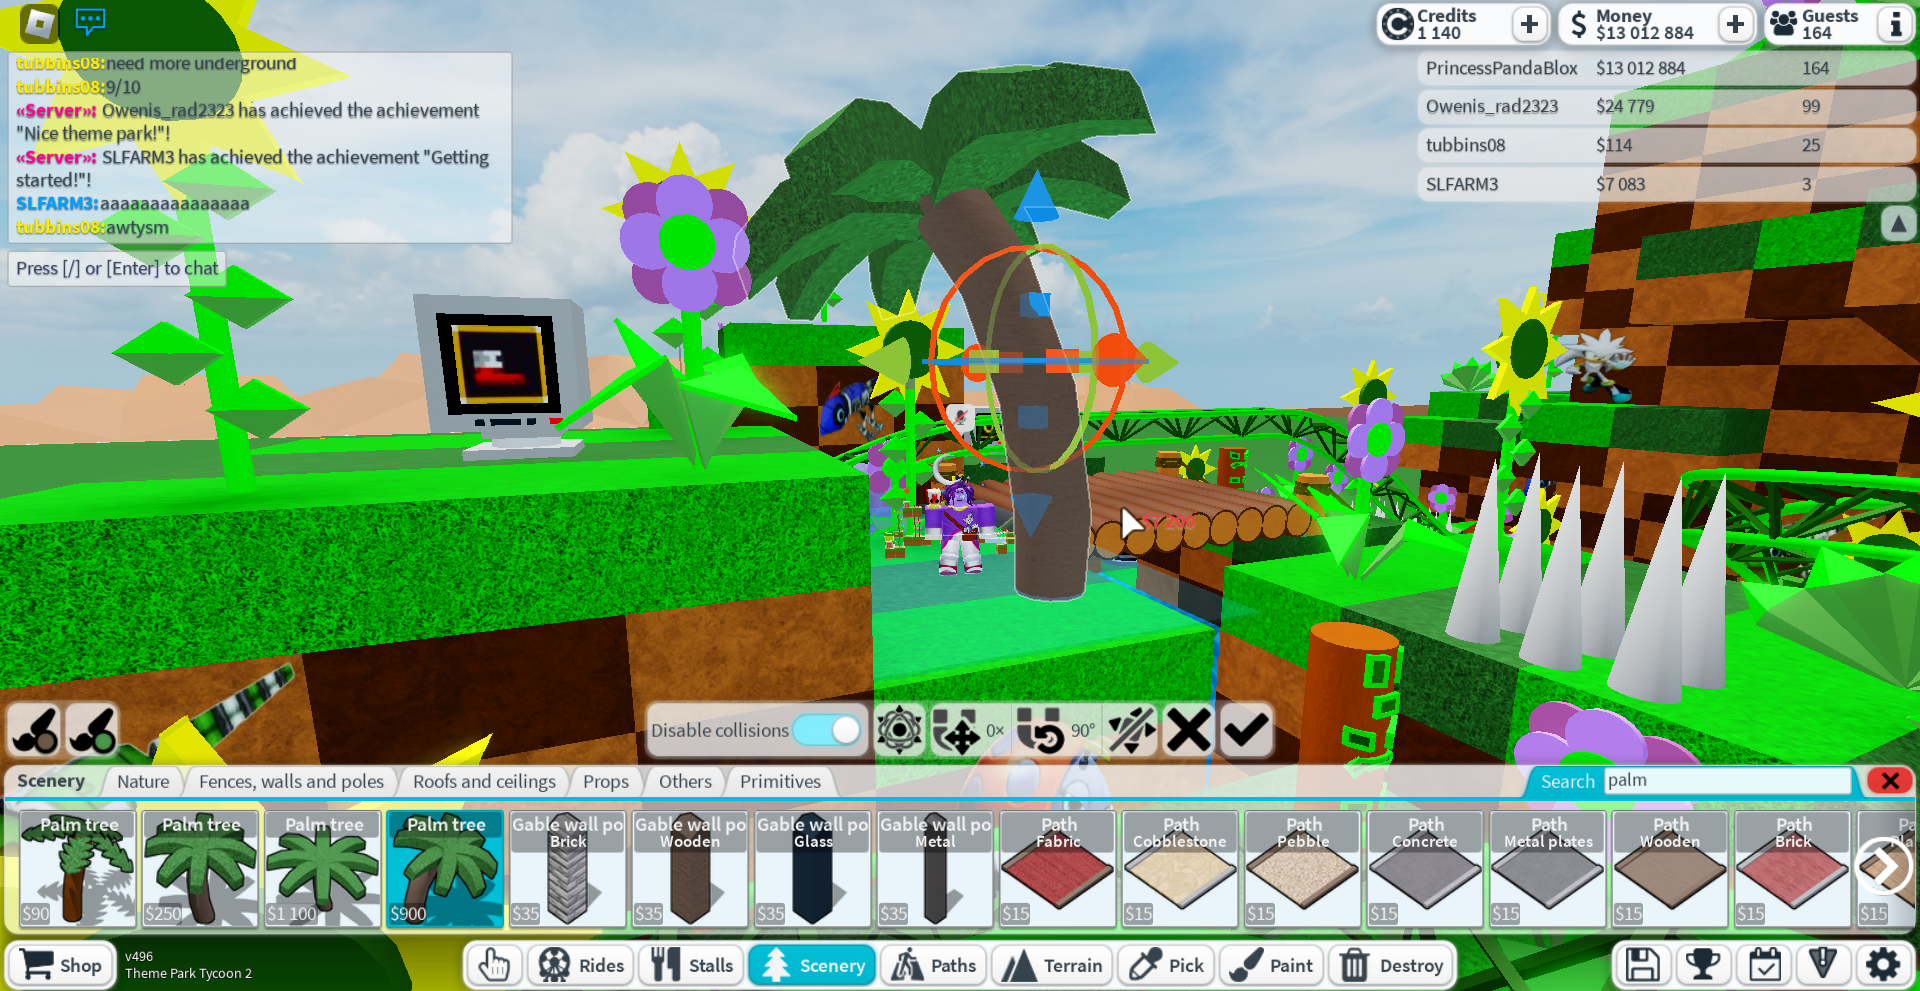 tubbins08:need more underground
tubbins08:9/10
«Server»: Owenis_rad2323 has achieved the achievement
"Nice theme park!"!
«Server»: SLFARM3 has achieved the achievement "Getting
started!"!
SLFARM3:aaaaaaaaaaaaaaa
tubbins08:awtysm
Press [/] or [Enter] to chat
Credits
1 140
Money
$13 012 884
Guests
164
PrincessPandaBlox $13 012 884 164
Owenis_rad2323 $24 779 99
tubbins08 $114 25
SLFARM3 $7 083 3
Disable collisions
0×
90°
Scenery Nature Fences, walls and poles Roofs and ceilings Props Others Primitives
Search palm
Palm tree
$90
Palm tree
$250
Palm tree
$1 100
Palm tree
$900
Gable wall po
Brick
$35
Gable wall po
Wooden
$35
Gable wall po
Glass
$35
Gable wall po
Metal
$35
Path
Fabric
$15
Path
Cobblestone
$15
Path
Pebble
$15
Path
Concrete
$15
Path
Metal plates
$15
Path
Wooden
$15
Path
Brick
$15
$15
Shop
v496
Theme Park Tycoon 2
Rides
Stalls
Scenery
Paths
Terrain
Pick
Paint
Destroy